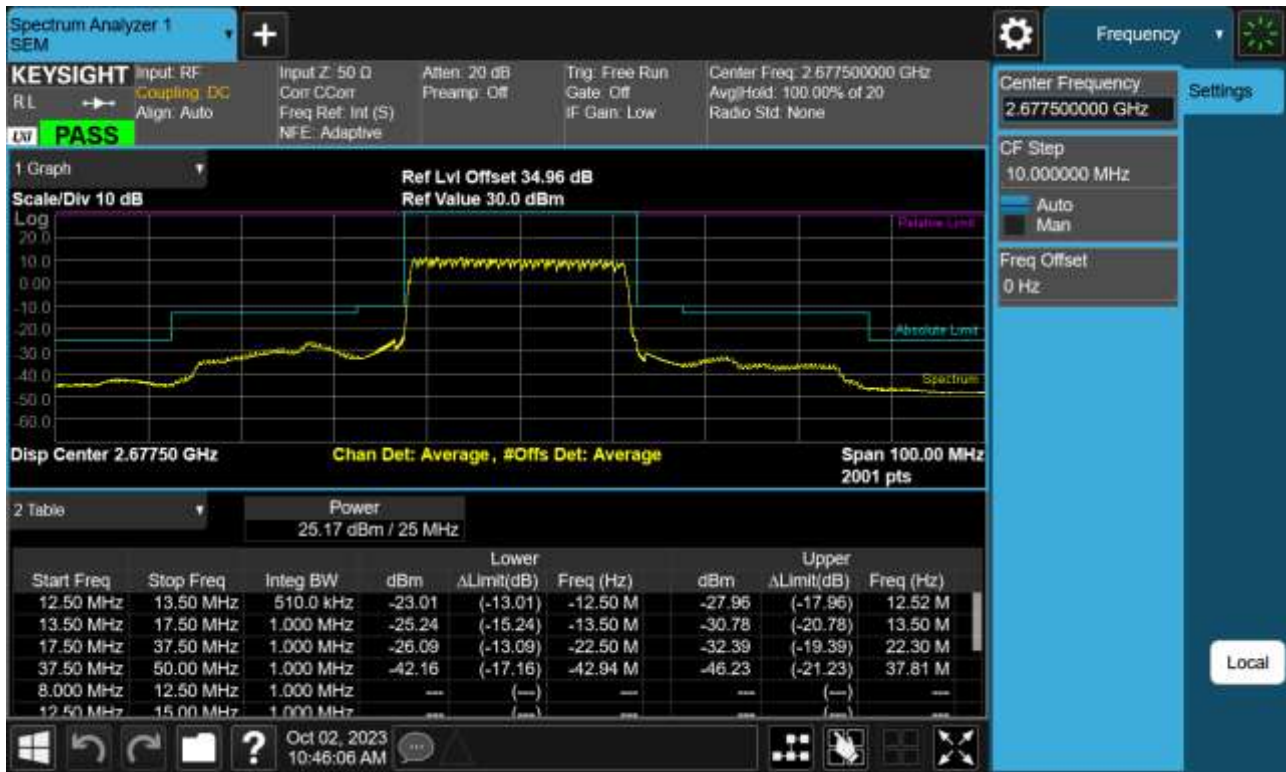 Spectrum Analyzer 1
SEM
Frequency
KEYSIGHT
RL
PASS
Input: RF
Coupling: DC
Align: Auto
Input Z: 50 Ω
Corr CCorr
Freq Ref: Int (S)
NFE: Adaptive
Atten: 20 dB
Preamp: Off
Trig: Free Run
Gate: Off
IF Gain: Low
Center Freq: 2.677500000 GHz
Avg|Hold: 100.00% of 20
Radio Std: None
Center Frequency
2.677500000 GHz
Settings
CF Step
10.000000 MHz
Auto
Man
Freq Offset
0 Hz
1 Graph
Ref Lvl Offset 34.96 dB
Scale/Div 10 dB
Ref Value 30.0 dBm
Log
Relative Limit
20.0
10.0
0.00
-10.0
-20.0
Absolute Limit
-30.0
-40.0
Spectrum
-50.0
-60.0
Disp Center 2.67750 GHz
Chan Det: Average, #Offs Det: Average
Span 100.00 MHz
2001 pts
2 Table
Power
25.17 dBm / 25 MHz
Lower Upper
Start Freq Stop Freq Integ BW dBm ΔLimit(dB) Freq (Hz) dBm ΔLimit(dB) Freq (Hz)
12.50 MHz 13.50 MHz 510.0 kHz -23.01 (-13.01) -12.50 M -27.96 (-17.96) 12.52 M
13.50 MHz 17.50 MHz 1.000 MHz -25.24 (-15.24) -13.50 M -30.78 (-20.78) 13.50 M
17.50 MHz 37.50 MHz 1.000 MHz -26.09 (-13.09) -22.50 M -32.39 (-19.39) 22.30 M
37.50 MHz 50.00 MHz 1.000 MHz -42.16 (-17.16) -42.94 M -46.23 (-21.23) 37.81 M
8.000 MHz 12.50 MHz 1.000 MHz --- (---) --- --- (---) ---
12.50 MHz 15.00 MHz 1.000 MHz --- (---) --- --- (---) ---
Local
?
Oct 02, 2023
10:46:06 AM